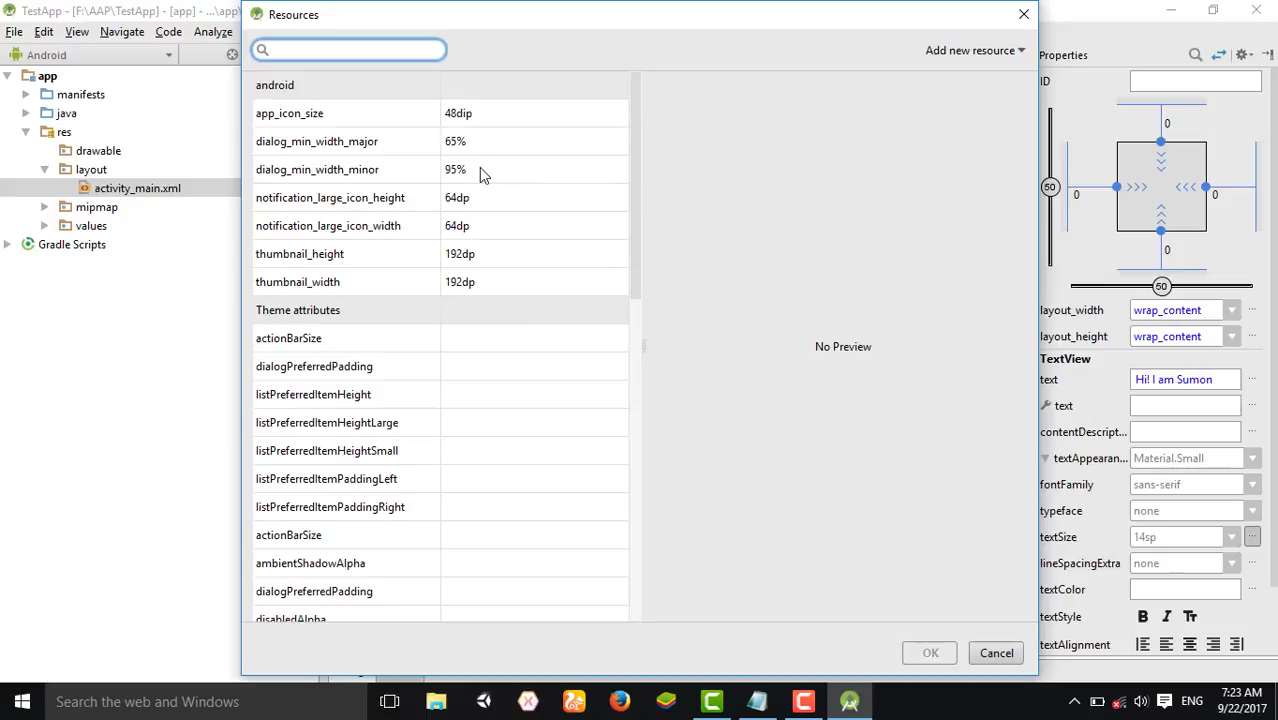 TestApp - [F:\AAP\TestApp] - [app] - ...\app\
File Edit View Navigate Code Analyze
Android
app
manifests
java
res
drawable
layout
activity_main.xml
mipmap
values
Gradle Scripts
Resources
Add new resource
android
app_icon_size 48dip
dialog_min_width_major 65%
dialog_min_width_minor 95%
notification_large_icon_height 64dp
notification_large_icon_width 64dp
thumbnail_height 192dp
thumbnail_width 192dp
Theme attributes
actionBarSize
dialogPreferredPadding
listPreferredItemHeight
listPreferredItemHeightLarge
listPreferredItemHeightSmall
listPreferredItemPaddingLeft
listPreferredItemPaddingRight
actionBarSize
ambientShadowAlpha
dialogPreferredPadding
disabledAlpha
No Preview
OK Cancel
Properties
ID
0
50 0 0
0
50
layout_width wrap_content
layout_height wrap_content
TextView
text Hi! I am Sumon
text
contentDescript...
textAppearan... Material.Small
fontFamily sans-serif
typeface none
textSize 14sp
lineSpacingExtra none
textColor
textStyle B I Tт
textAlignment
Search the web and Windows
ENG
7:23 AM
9/22/2017